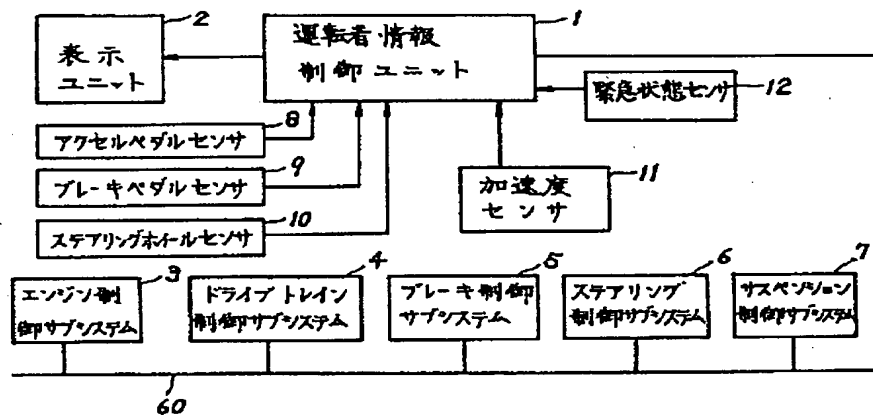 2
表示
ユニット
1
運転者情報
制御ユニット
緊急状態センサ
12
8
アクセルペダルセンサ
9
ブレーキペダルセンサ
10
ステアリングホイールセンサ
加速度
センサ
11
3
エンジン制
御サブシステム
4
ドライブトレイン
制御サブシステム
5
ブレーキ制御
サブシステム
6
ステアリング
制御サブシステム
7
サスペンション
制御サブシステム
60